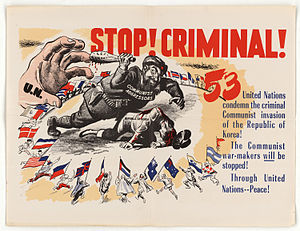 STOP! CRIMINAL!
U.N.
COMMUNIST
AGGRESSORS
53 United Nations
condemn the criminal
Communist invasion
of the Republic of
Korea!
The Communist
war-makers will be
stopped!
Through United
Nations--Peace!